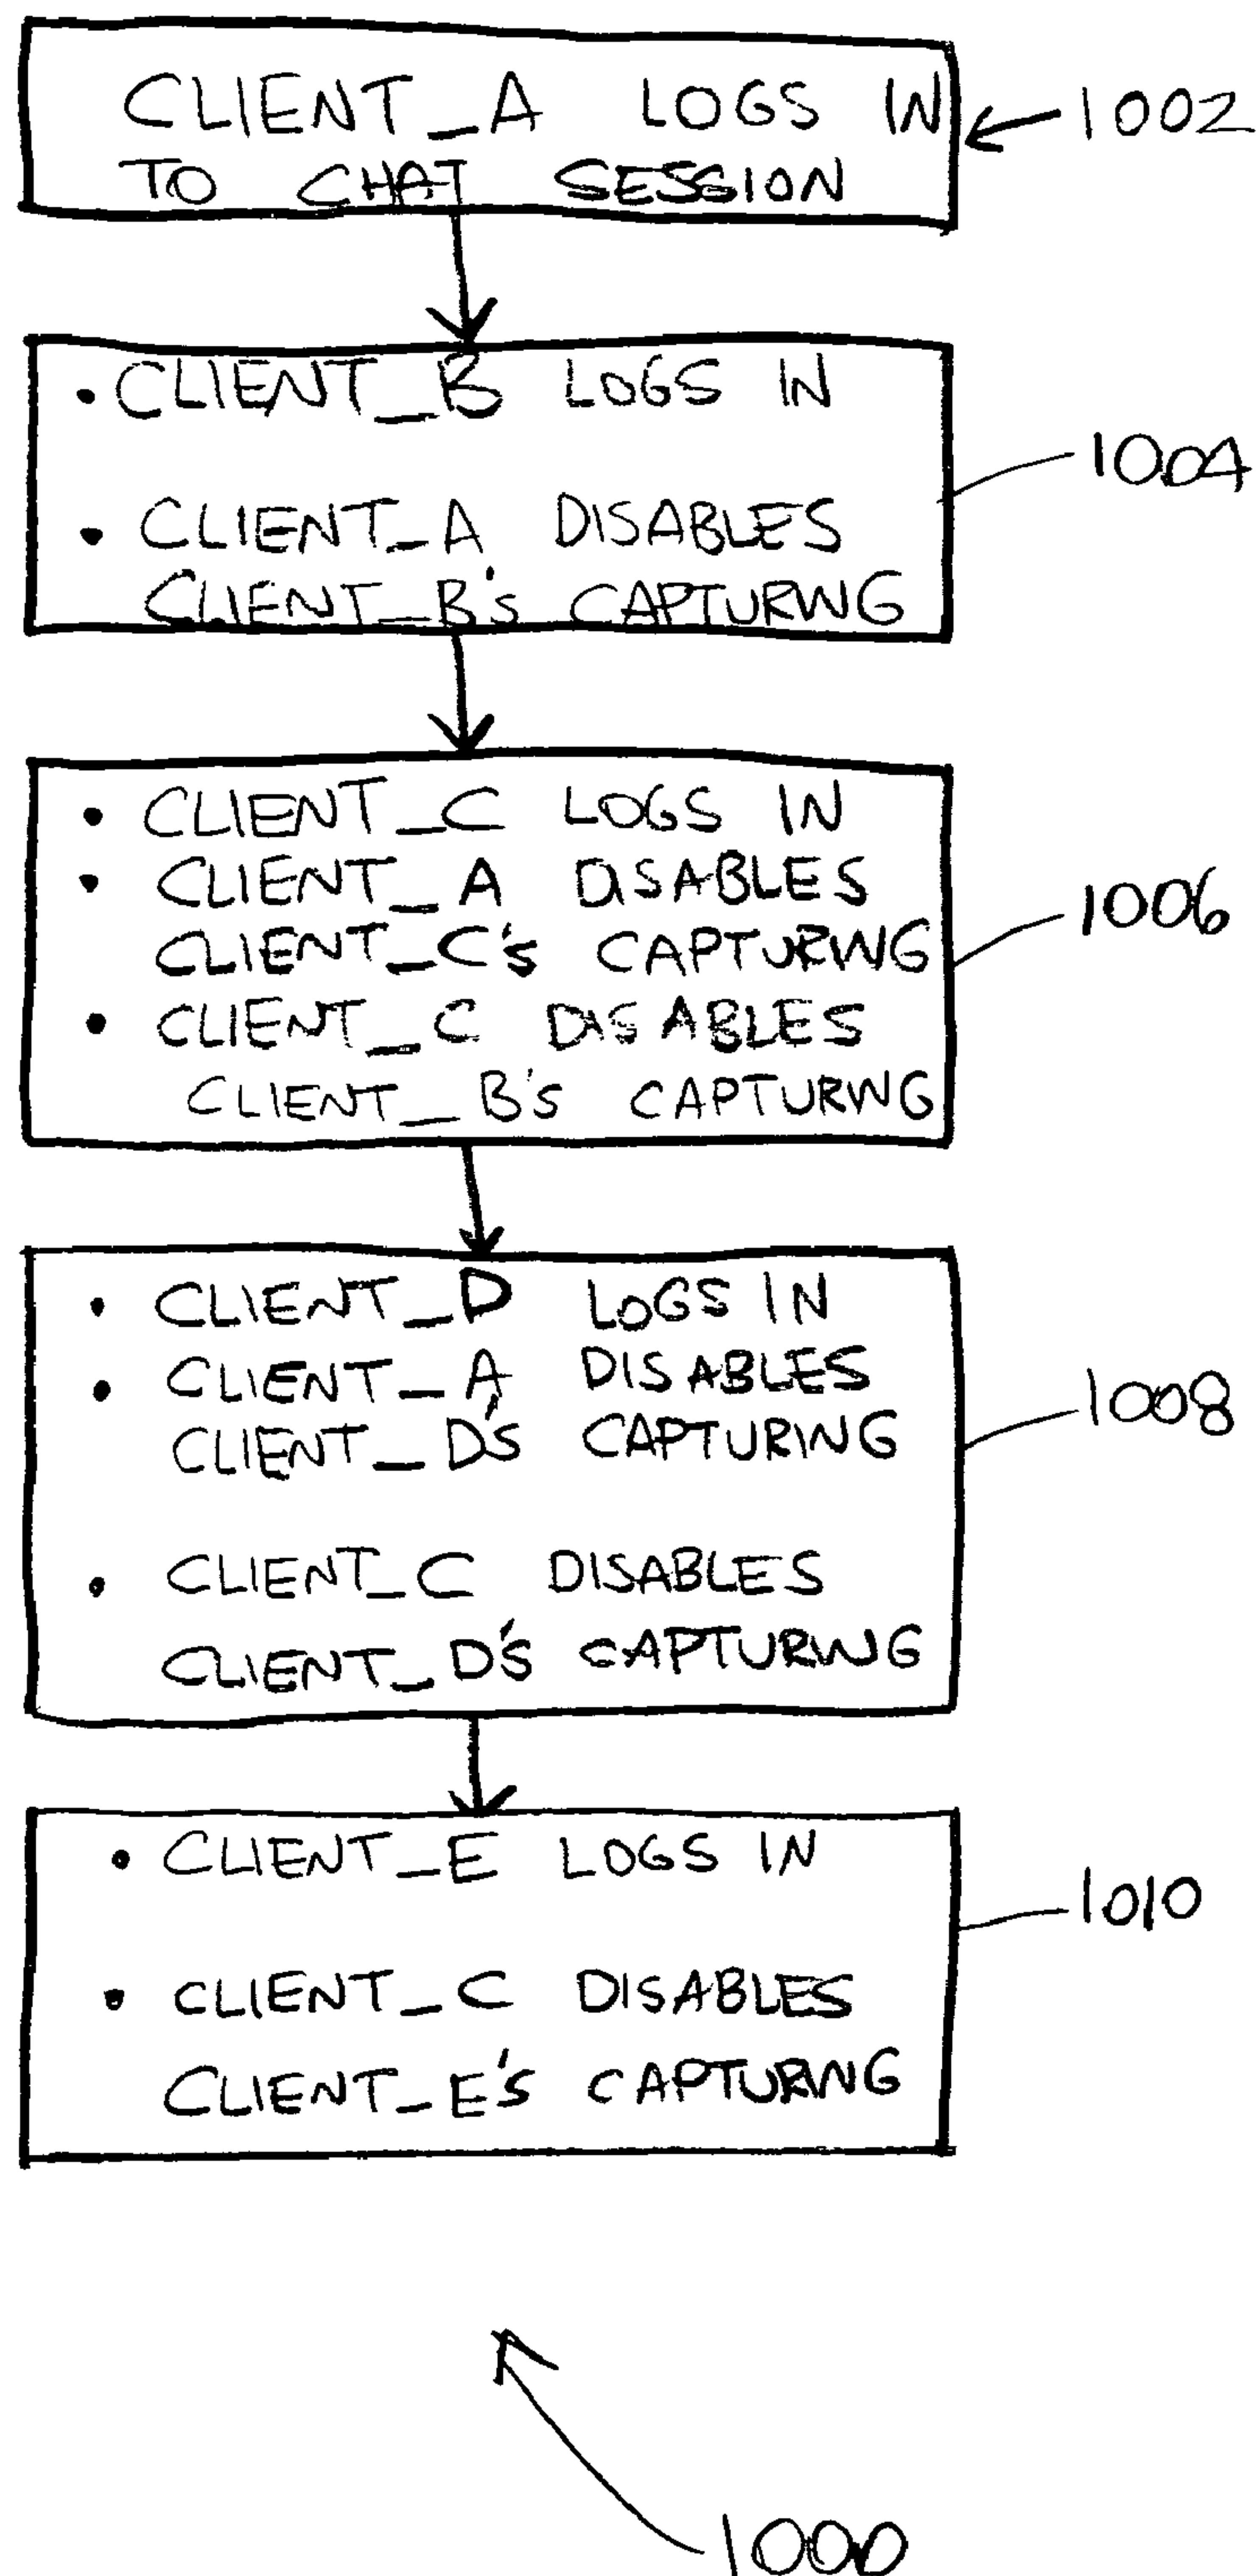 CLIENT_A LOGS IN
TO CHAT SESSION
1002
• CLIENT_B LOGS IN
1004
• CLIENT_A DISABLES
CLIENT_B's CAPTURING
• CLIENT_C LOGS IN
• CLIENT_A DISABLES
1006
CLIENT_C's CAPTURING
• CLIENT_C DISABLES
CLIENT_B's CAPTURING
• CLIENT_D LOGS IN
• CLIENT_A DISABLES
1008
CLIENT_D's CAPTURING
• CLIENT_C DISABLES
CLIENT_D's CAPTURING
• CLIENT_E LOGS IN
1010
• CLIENT_C DISABLES
CLIENT_E's CAPTURING
1000